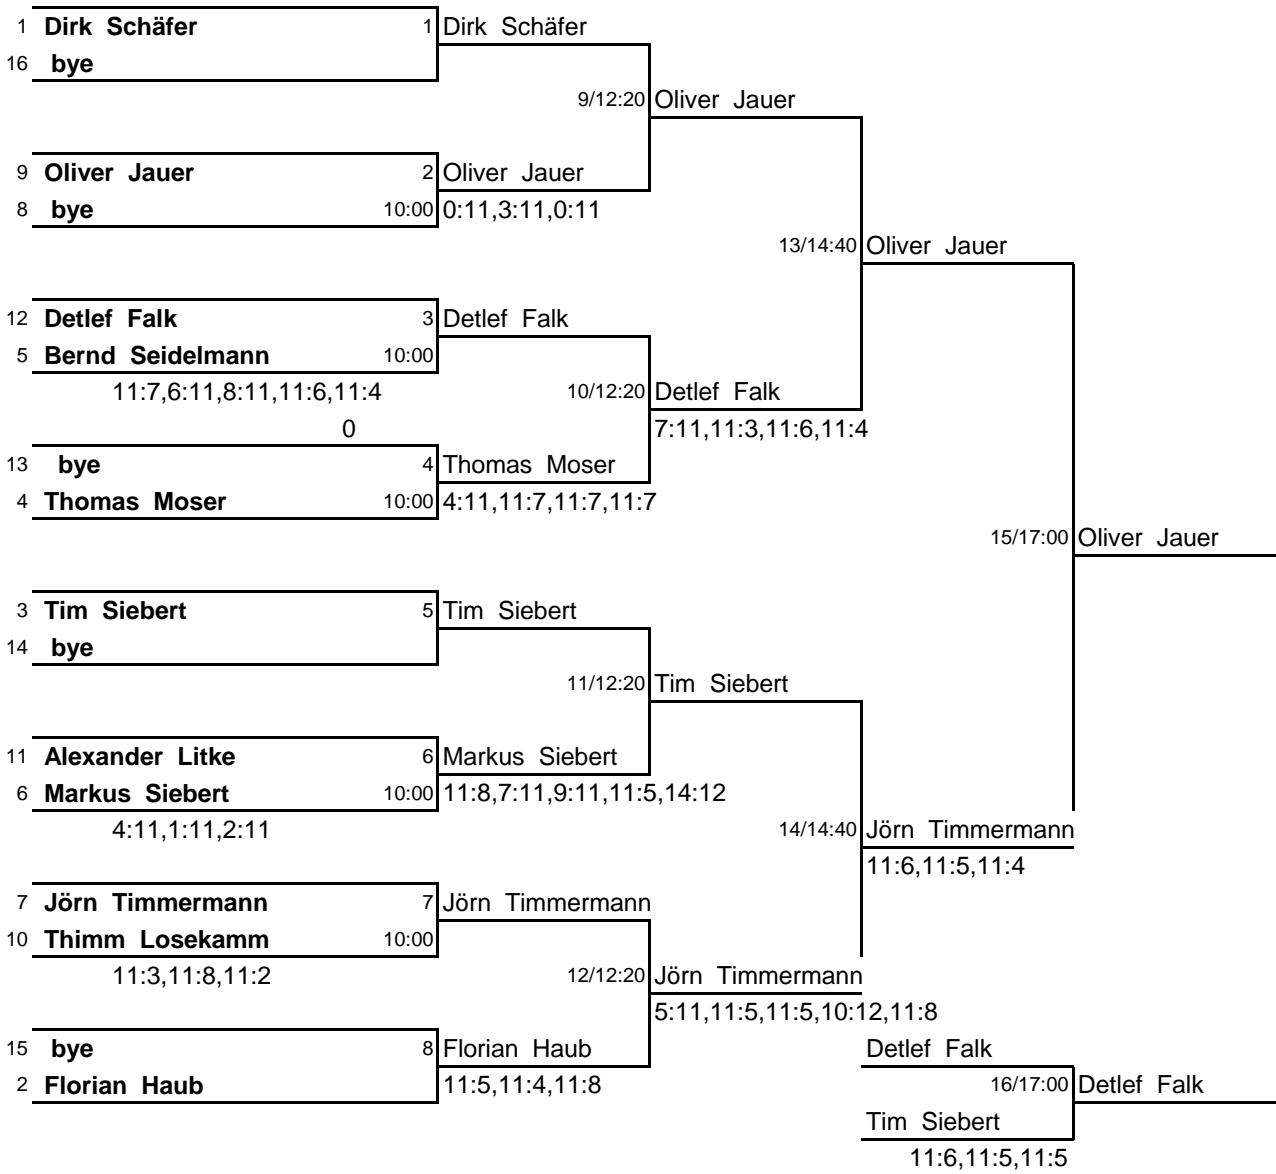 1 Dirk Schäfer 1 Dirk Schäfer
16 bye
9/12:20 Oliver Jauer
9 Oliver Jauer 2 Oliver Jauer
8 bye 10:00 0:11,3:11,0:11
13/14:40 Oliver Jauer
12 Detlef Falk 3 Detlef Falk
5 Bernd Seidelmann 10:00
11:7,6:11,8:11,11:6,11:4 10/12:20 Detlef Falk
0 7:11,11:3,11:6,11:4
13 bye 4 Thomas Moser
4 Thomas Moser 10:00 4:11,11:7,11:7,11:7
15/17:00 Oliver Jauer
3 Tim Siebert 5 Tim Siebert
14 bye
11/12:20 Tim Siebert
11 Alexander Litke 6 Markus Siebert
6 Markus Siebert 10:00 11:8,7:11,9:11,11:5,14:12
4:11,1:11,2:11 14/14:40 Jörn Timmermann
11:6,11:5,11:4
7 Jörn Timmermann 7 Jörn Timmermann
10 Thimm Losekamm 10:00
11:3,11:8,11:2 12/12:20 Jörn Timmermann
5:11,11:5,11:5,10:12,11:8
15 bye 8 Florian Haub Detlef Falk
2 Florian Haub 11:5,11:4,11:8 16/17:00 Detlef Falk
Tim Siebert
11:6,11:5,11:5